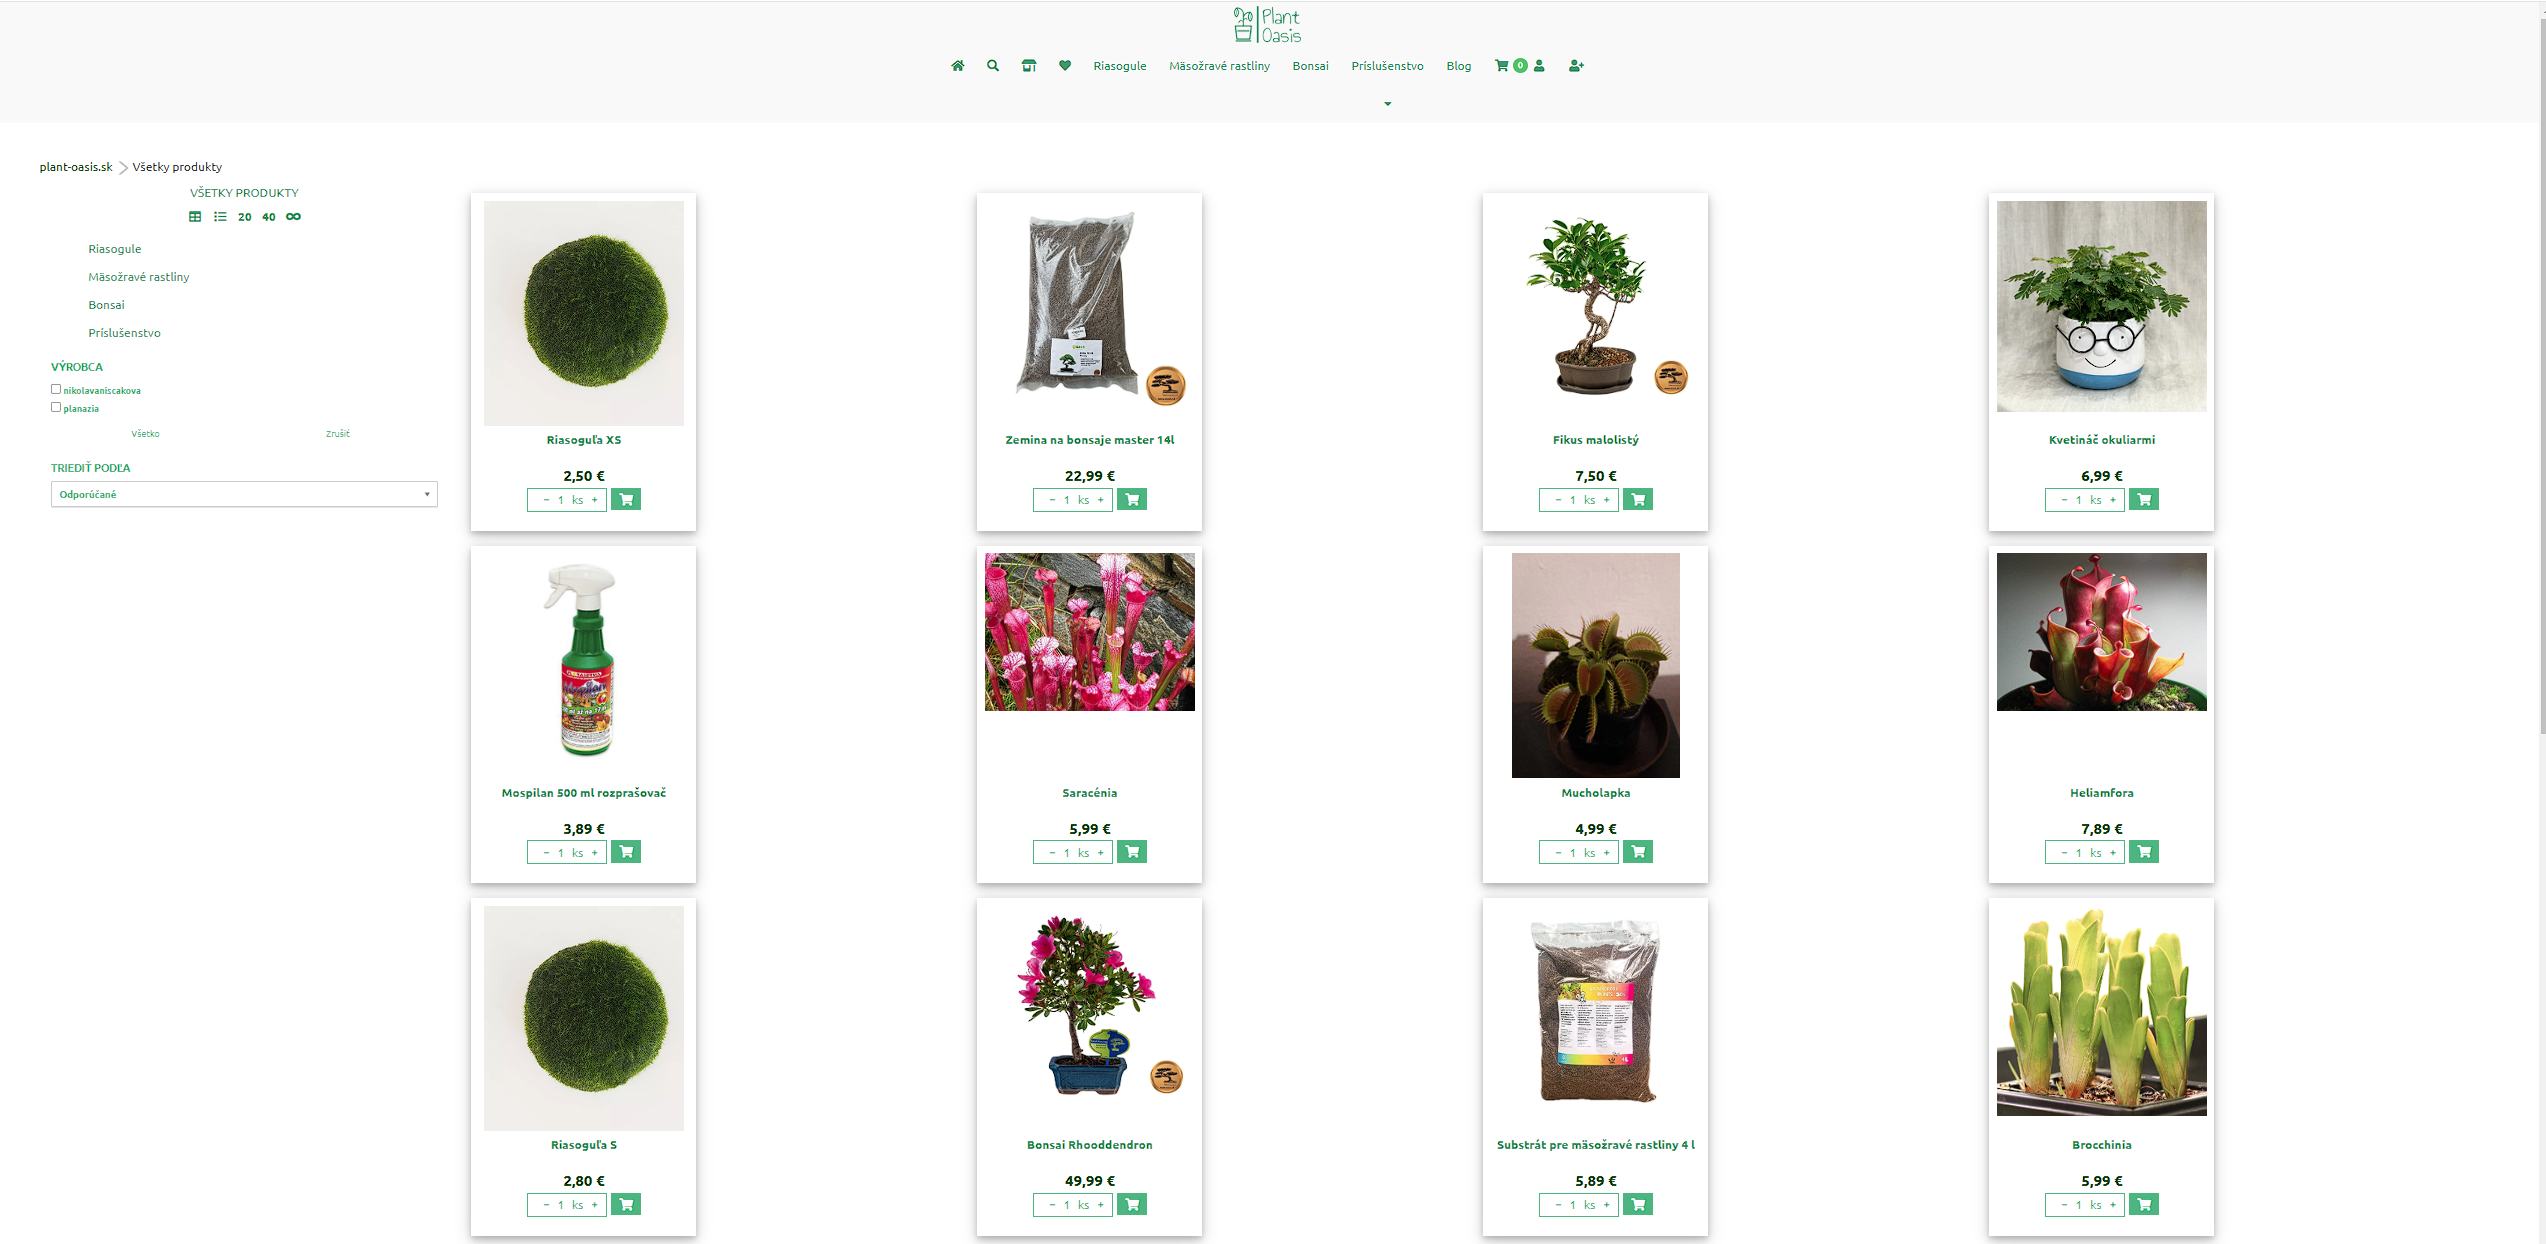 Plant
Oasis
Riasogule
Mäsožravé rastliny
Bonsai
Príslušenstvo
Blog
0
plant-oasis.sk
Všetky produkty
VŠETKY PRODUKTY
20 40
Riasogule
Mäsožravé rastliny
Bonsai
Príslušenstvo
VÝROBCA
nikolavaniscakova
planazia
Všetko
Zrušiť
TRIEDIŤ PODĽA
Odporúčané
Riasoguľa XS
2,50 €
− 1 ks +
Zemina na bonsaje master 14l
22,99 €
− 1 ks +
Fikus malolistý
7,50 €
− 1 ks +
Kvetináč okuliarmi
6,99 €
− 1 ks +
Mospilan 500 ml rozprašovač
3,89 €
− 1 ks +
Saracénia
5,99 €
− 1 ks +
Mucholapka
4,99 €
− 1 ks +
Heliamfora
7,89 €
− 1 ks +
Riasoguľa S
2,80 €
− 1 ks +
Bonsai Rhooddendron
49,99 €
− 1 ks +
Substrát pre mäsožravé rastliny 4 l
5,89 €
− 1 ks +
Brocchinia
5,99 €
− 1 ks +